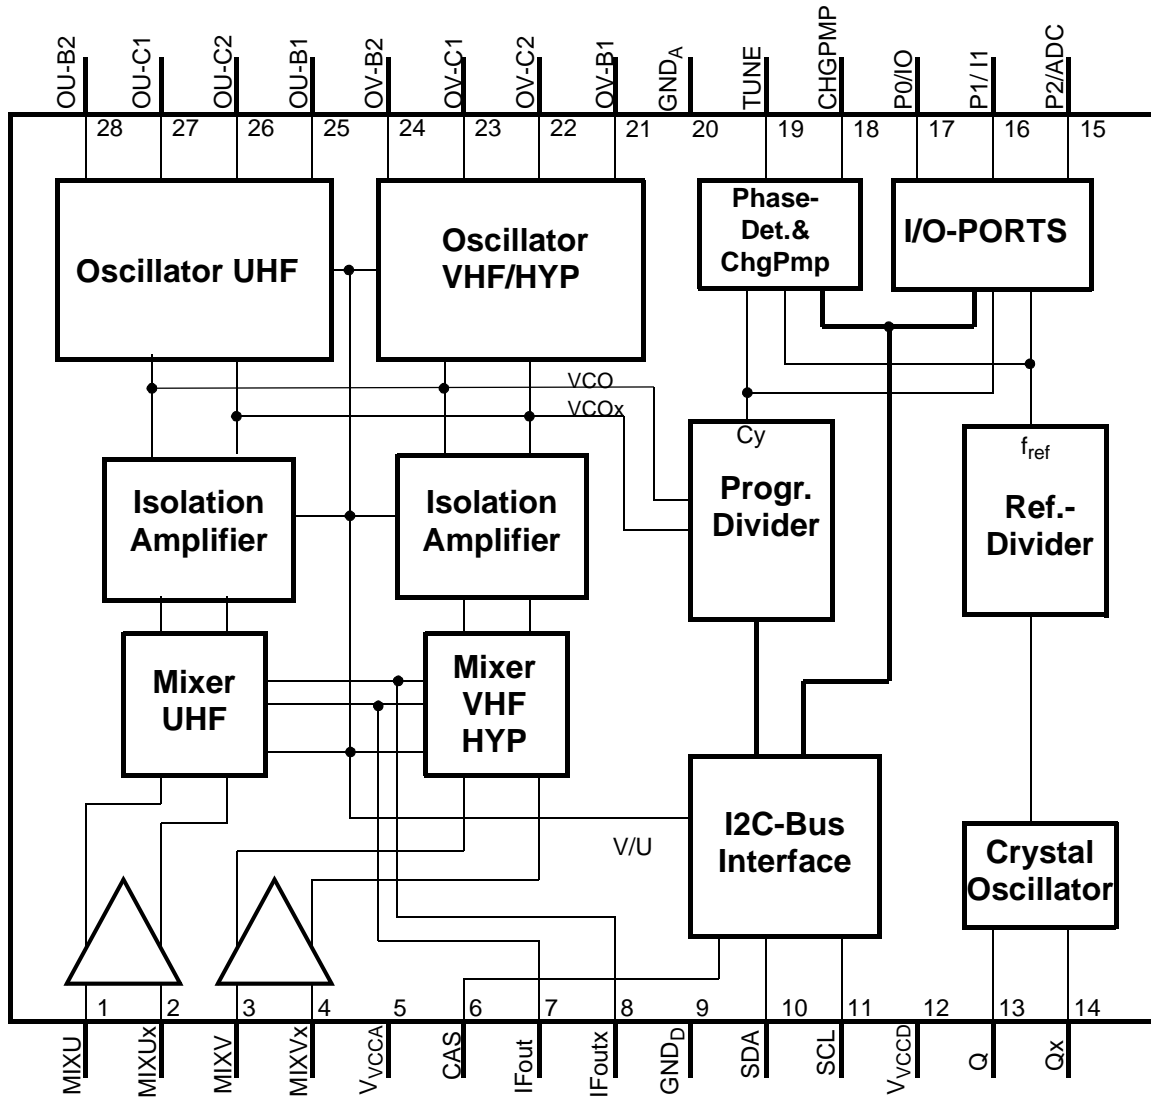 OU-B2
OU-C1
OU-C2
OU-B1
OV-B2
OV-C1
OV-C2
OV-B1
GNDA
TUNE
CHGPMP
P0/IO
P1/ I1
P2/ADC
28
27
26
25
24
23
22
21
20
19
18
17
16
15
Oscillator UHF
Oscillator
VHF/HYP
Phase-
Det.&
ChgPmp
I/O-PORTS
VCO
VCOx
Cy
Progr.
Divider
fref
Ref.-
Divider
Isolation
Amplifier
Isolation
Amplifier
Mixer
UHF
Mixer
VHF
HYP
V/U
I2C-Bus
Interface
Crystal
Oscillator
1
2
3
4
5
6
7
8
9
10
11
12
13
14
MIXU
MIXUx
MIXV
MIXVx
VVCCA
CAS
IFout
IFoutx
GNDD
SDA
SCL
VVCCD
Q
Qx